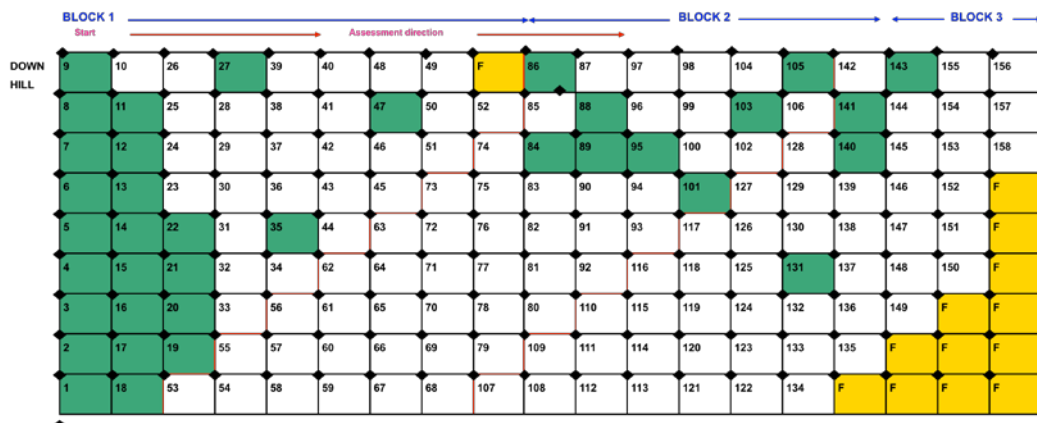 BLOCK 1 BLOCK 2 BLOCK 3
Start Assessment direction
DOWN HILL
9 10 26 27 39 40 48 49 F 86 87 97 98 104 105 142 143 155 156
8 11 25 28 38 41 47 50 52 85 88 96 99 103 106 141 144 154 157
7 12 24 29 37 42 46 51 74 84 89 95 100 102 128 140 145 153 158
6 13 23 30 36 43 45 73 75 83 90 94 101 127 129 139 146 152 F
5 14 22 31 35 44 63 72 76 82 91 93 117 126 130 138 147 151 F
4 15 21 32 34 62 64 71 77 81 92 116 118 125 131 137 148 150 F
3 16 20 33 56 61 65 70 78 80 110 115 119 124 132 136 149 F F
2 17 19 55 57 60 66 69 79 109 111 114 120 123 133 135 F F F
1 18 53 54 58 59 67 68 107 108 112 113 121 122 134 F F F F